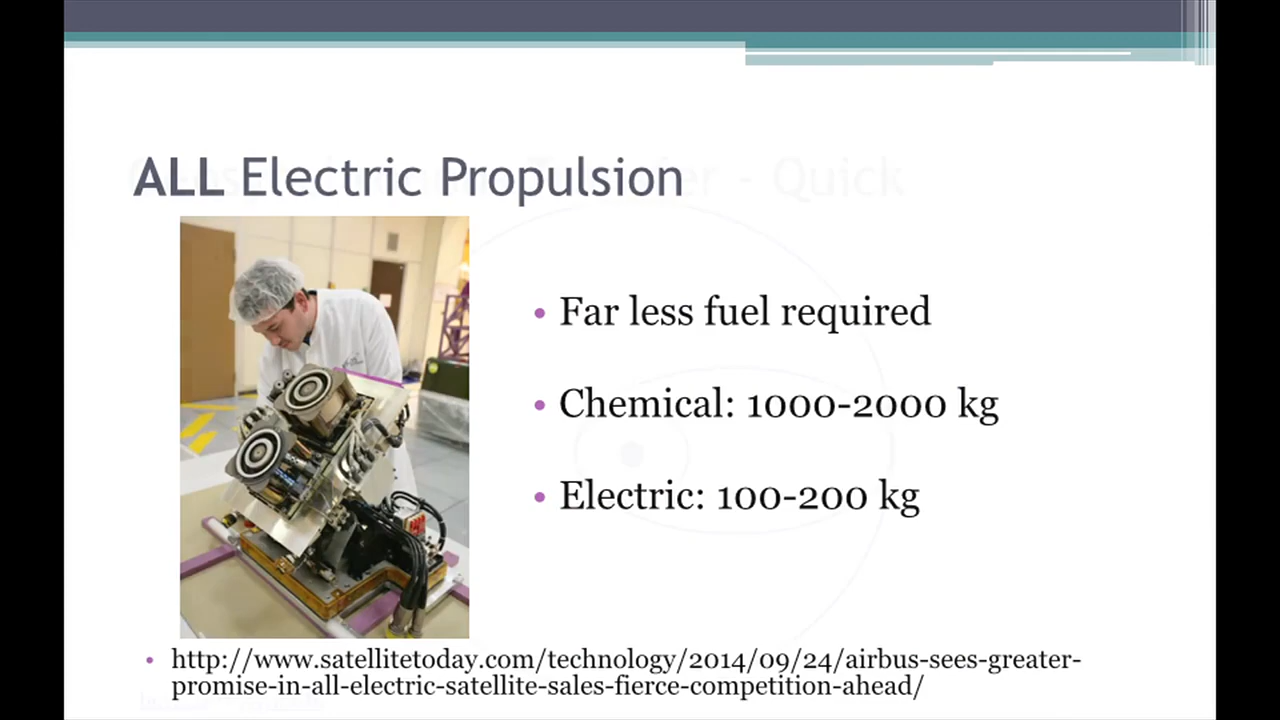 ALL Electric Propulsion
• Far less fuel required
• Chemical: 1000-2000 kg
• Electric: 100-200 kg
• http://www.satellitetoday.com/technology/2014/09/24/airbus-sees-greater-
promise-in-all-electric-satellite-sales-fierce-competition-ahead/